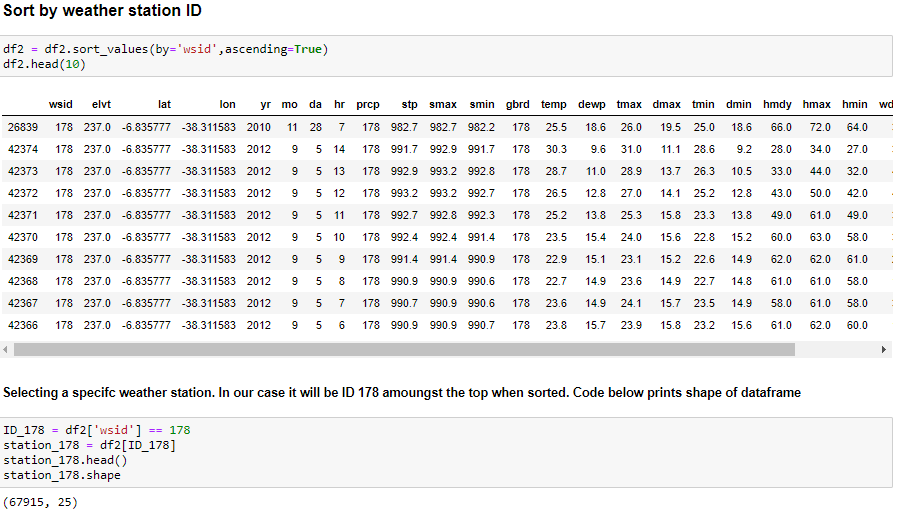 Sort by weather station ID
df2 = df2.sort_values(by='wsid',ascending=True)
df2.head(10)
wsid elvt lat lon yr mo da hr prcp stp smax smin gbrd temp dewp tmax dmax tmin dmin hmdy hmax hmin wd
26839 178 237.0 -6.835777 -38.311583 2010 11 28 7 178 982.7 982.7 982.2 178 25.5 18.6 26.0 19.5 25.0 18.6 66.0 72.0 64.0
42374 178 237.0 -6.835777 -38.311583 2012 9 5 14 178 991.7 992.9 991.7 178 30.3 9.6 31.0 11.1 28.6 9.2 28.0 34.0 27.0
42373 178 237.0 -6.835777 -38.311583 2012 9 5 13 178 992.9 993.2 992.8 178 28.7 11.0 28.9 13.7 26.3 10.5 33.0 44.0 32.0
42372 178 237.0 -6.835777 -38.311583 2012 9 5 12 178 993.2 993.2 992.7 178 26.5 12.8 27.0 14.1 25.2 12.8 43.0 50.0 42.0
42371 178 237.0 -6.835777 -38.311583 2012 9 5 11 178 992.7 992.8 992.3 178 25.2 13.8 25.3 15.8 23.3 13.8 49.0 61.0 49.0
42370 178 237.0 -6.835777 -38.311583 2012 9 5 10 178 992.4 992.4 991.4 178 23.5 15.4 24.0 15.6 22.8 15.2 60.0 63.0 58.0
42369 178 237.0 -6.835777 -38.311583 2012 9 5 9 178 991.4 991.4 990.9 178 22.9 15.1 23.1 15.2 22.6 14.9 62.0 62.0 61.0
42368 178 237.0 -6.835777 -38.311583 2012 9 5 8 178 990.9 990.9 990.6 178 22.7 14.9 23.6 14.9 22.7 14.8 61.0 61.0 58.0
42367 178 237.0 -6.835777 -38.311583 2012 9 5 7 178 990.7 990.9 990.6 178 23.6 14.9 24.1 15.7 23.5 14.9 58.0 61.0 58.0
42366 178 237.0 -6.835777 -38.311583 2012 9 5 6 178 990.9 990.9 990.7 178 23.8 15.7 23.9 15.8 23.2 15.6 61.0 62.0 60.0
Selecting a specifc weather station. In our case it will be ID 178 amoungst the top when sorted. Code below prints shape of dataframe
ID_178 = df2['wsid'] == 178
station_178 = df2[ID_178]
station_178.head()
station_178.shape
(67915, 25)